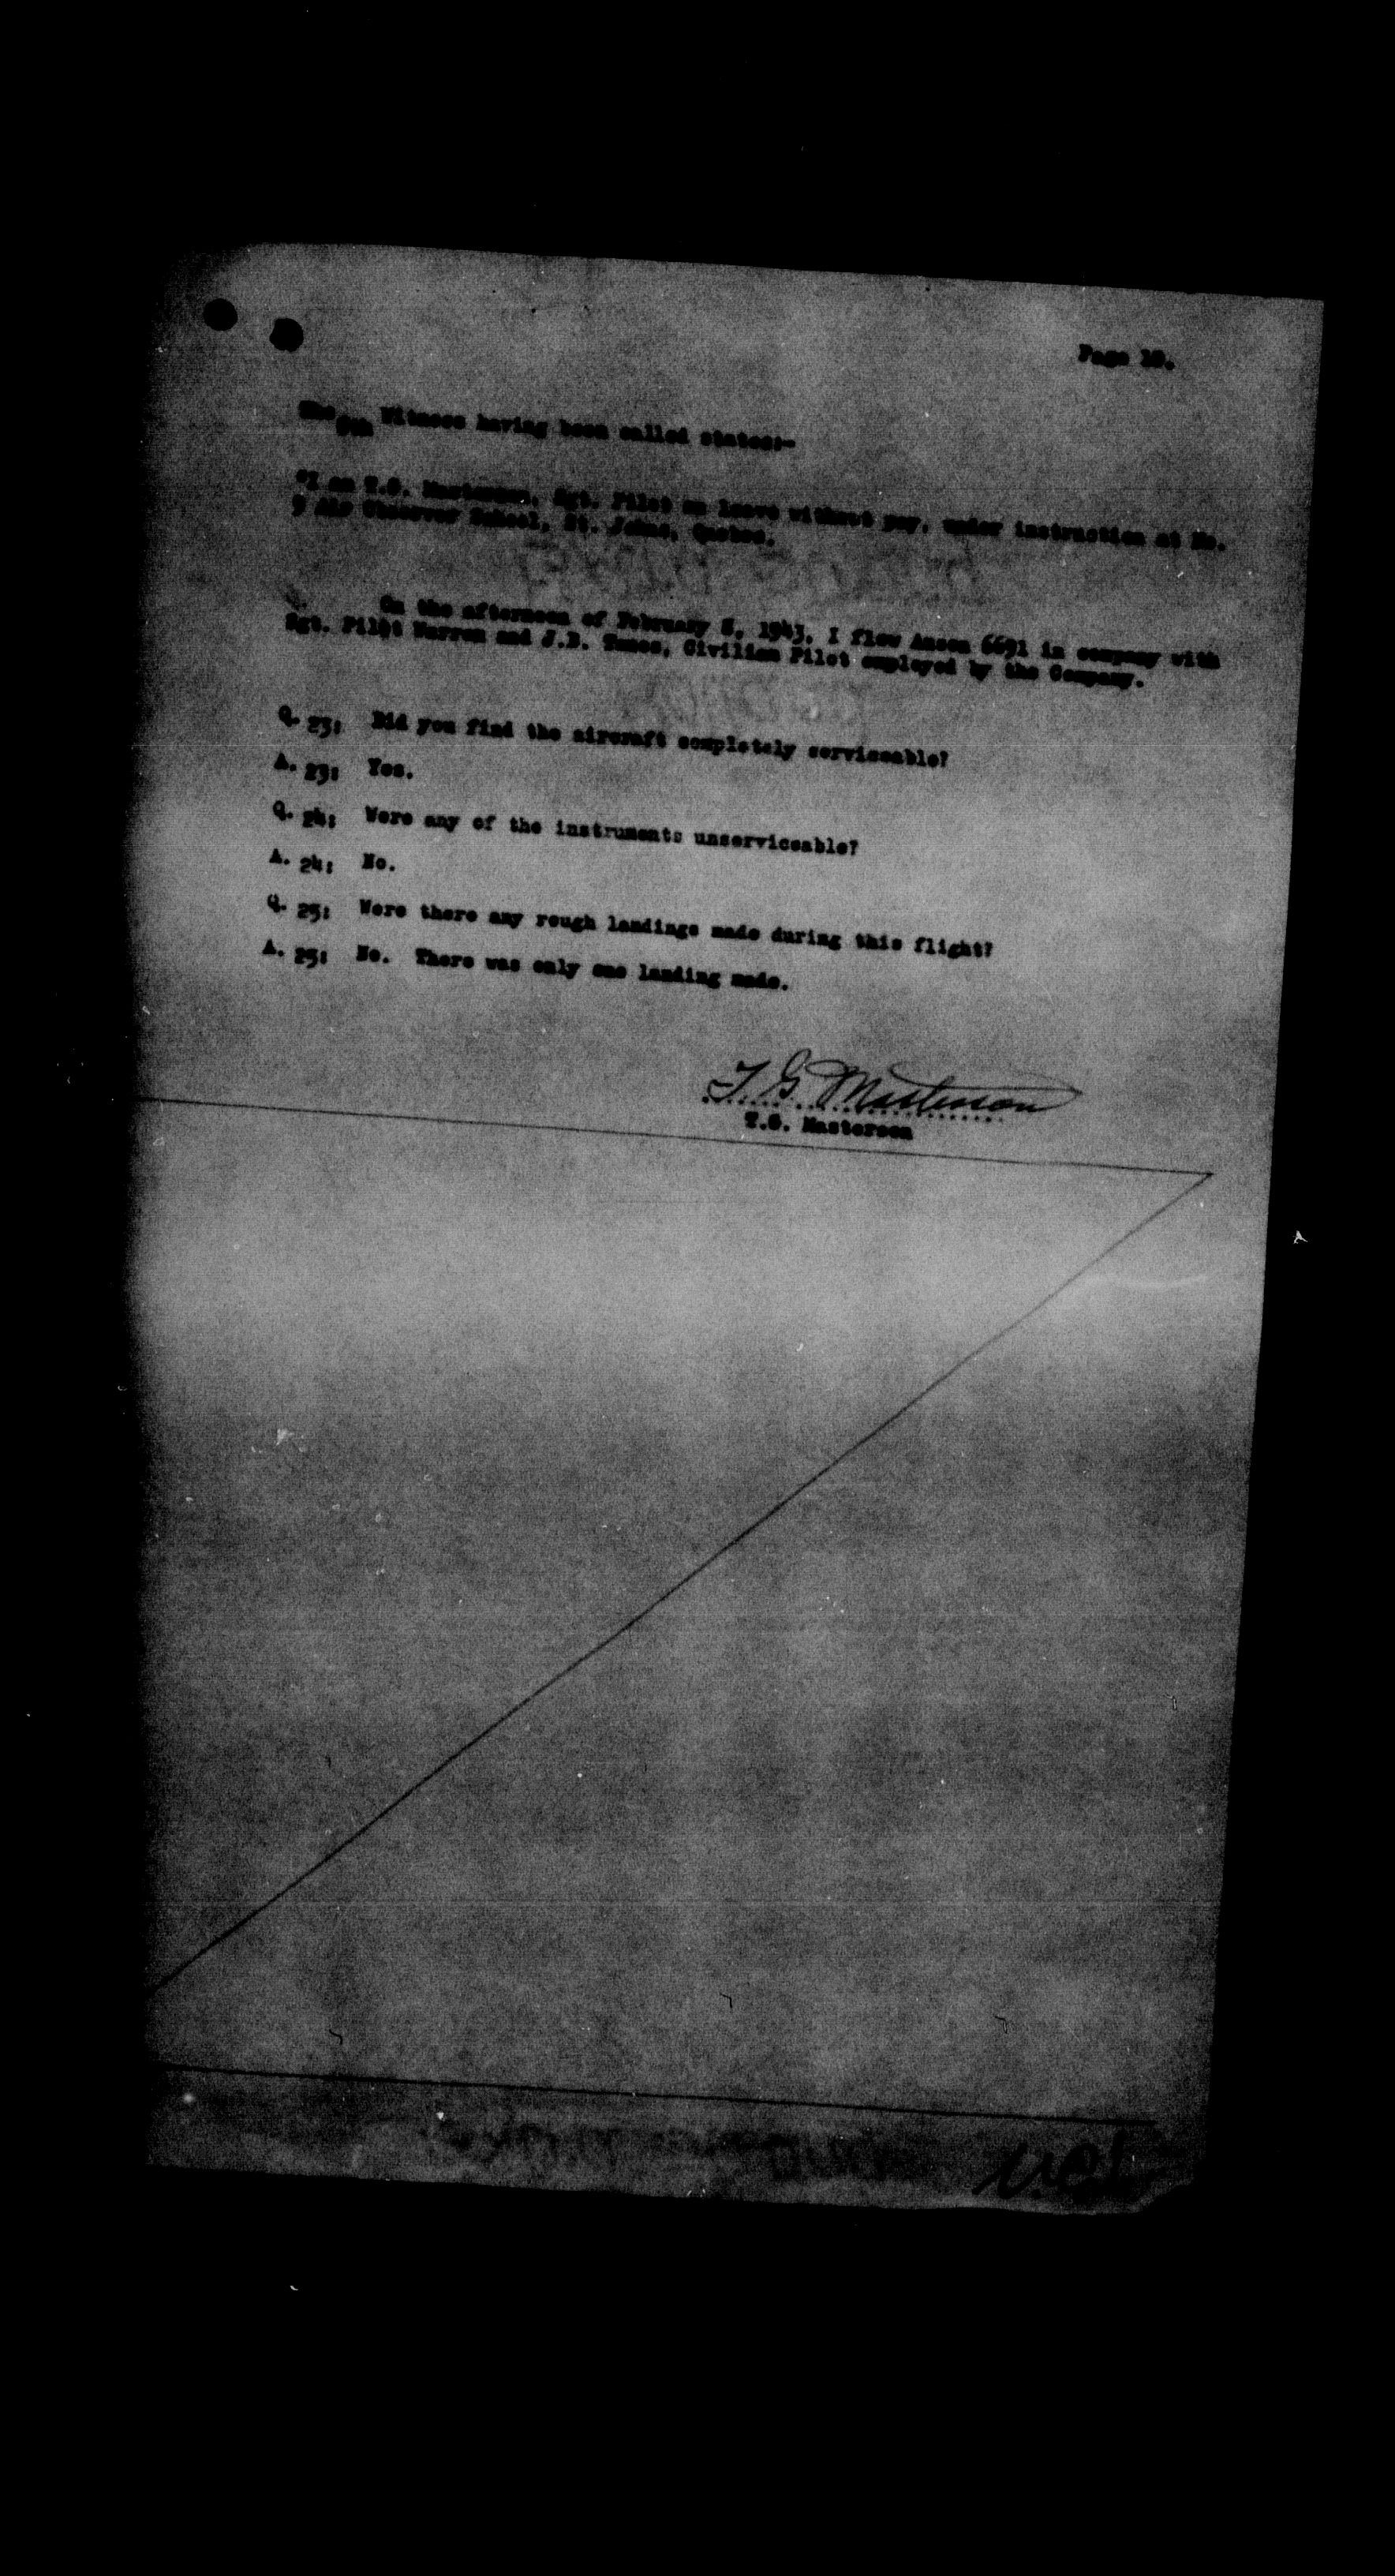 Page 10.
The 9th Witness having been called states:-
"I am T.G. Masterson, Sgt. Pilot on leave without pay, under instruction at No.
9 Air Observer School, St. Johns, Quebec.
On the afternoon of February 5, 1943, I flew Anson 6691 in company with
Sgt. Pilot Warren and J.D. Civilian Pilot employed by the Company.
Q. 23: Did you find the aircraft completely serviceable?
A. 23: Yes.
Q. 24: Were any of the instruments unserviceable?
A. 24: No.
Q. 25: Were there any rough landings made during this flight?
A. 25: No. There was only one landing made.
T G Masterson
T.G. Masterson